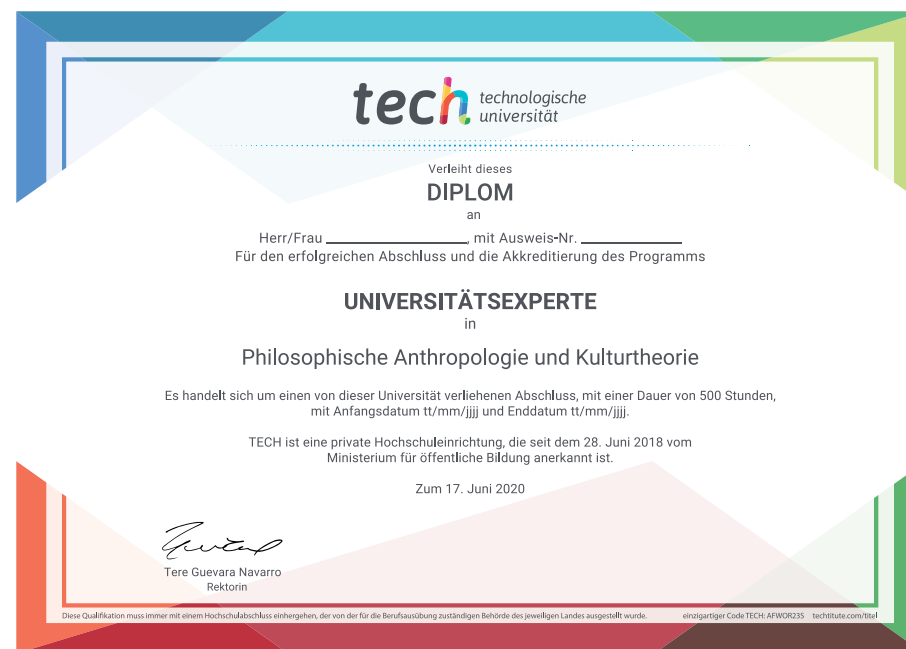 tech technologische
universität
Verleiht dieses
DIPLOM
an
Herr/Frau ____________, mit Ausweis-Nr. ____________
Für den erfolgreichen Abschluss und die Akkreditierung des Programms
UNIVERSITÄTSEXPERTE
in
Philosophische Anthropologie und Kulturtheorie
Es handelt sich um einen von dieser Universität verliehenen Abschluss, mit einer Dauer von 500 Stunden,
mit Anfangsdatum tt/mm/jjjj und Enddatum tt/mm/jjjj.
TECH ist eine private Hochschuleinrichtung, die seit dem 28. Juni 2018 vom
Ministerium für öffentliche Bildung anerkannt ist.
Zum 17. Juni 2020
Tere Guevara Navarro
Rektorin
Diese Qualifikation muss immer mit einem Hochschulabschluss einhergehen, der von der für die Berufsausübung zuständigen Behörde des jeweiligen Landes ausgestellt wurde. einzigartiger Code TECH: AFWOR235 techtitute.com/titel